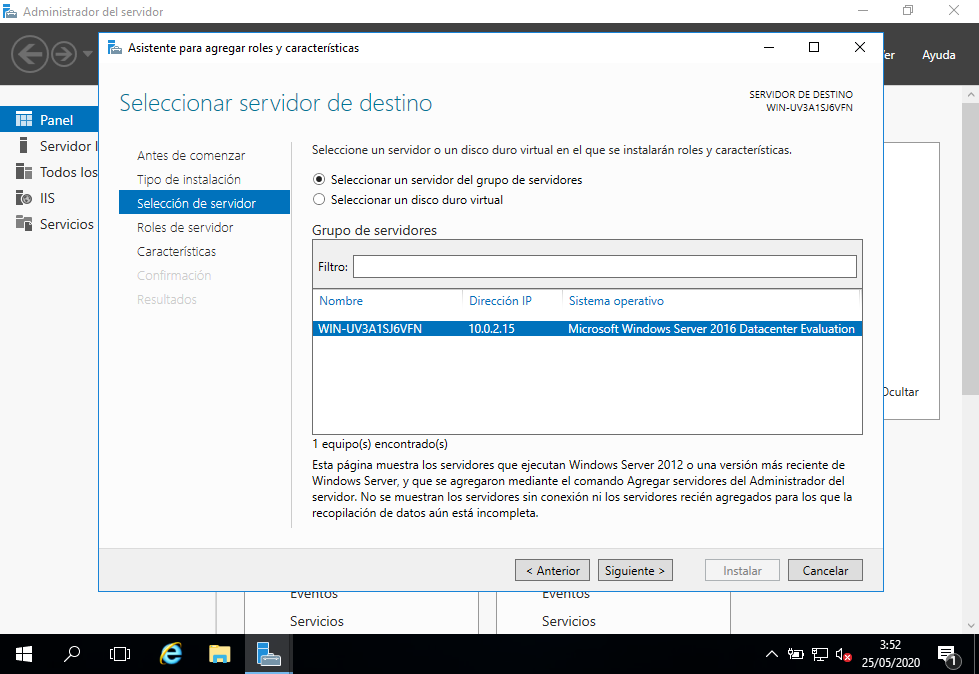 Administrador del servidor
Asistente para agregar roles y características
Ayuda
Seleccionar servidor de destino
SERVIDOR DE DESTINO
WIN-UV3A1SJ6VFN
Panel
Servidor l
Todos los
IIS
Servicios
Antes de comenzar
Tipo de instalación
Selección de servidor
Roles de servidor
Características
Confirmación
Resultados
Seleccione un servidor o un disco duro virtual en el que se instalarán roles y características.
Seleccionar un servidor del grupo de servidores
Seleccionar un disco duro virtual
Grupo de servidores
Filtro:
Nombre Dirección IP Sistema operativo
WIN-UV3A1SJ6VFN 10.0.2.15 Microsoft Windows Server 2016 Datacenter Evaluation
1 equipo(s) encontrado(s)
Esta página muestra los servidores que ejecutan Windows Server 2012 o una versión más reciente de
Windows Server, y que se agregaron mediante el comando Agregar servidores del Administrador del
servidor. No se muestran los servidores sin conexión ni los servidores recién agregados para los que la
recopilación de datos aún está incompleta.
Ocultar
< Anterior Siguiente > Instalar Cancelar
Eventos Eventos
Servicios Servicios
3:52
25/05/2020
1